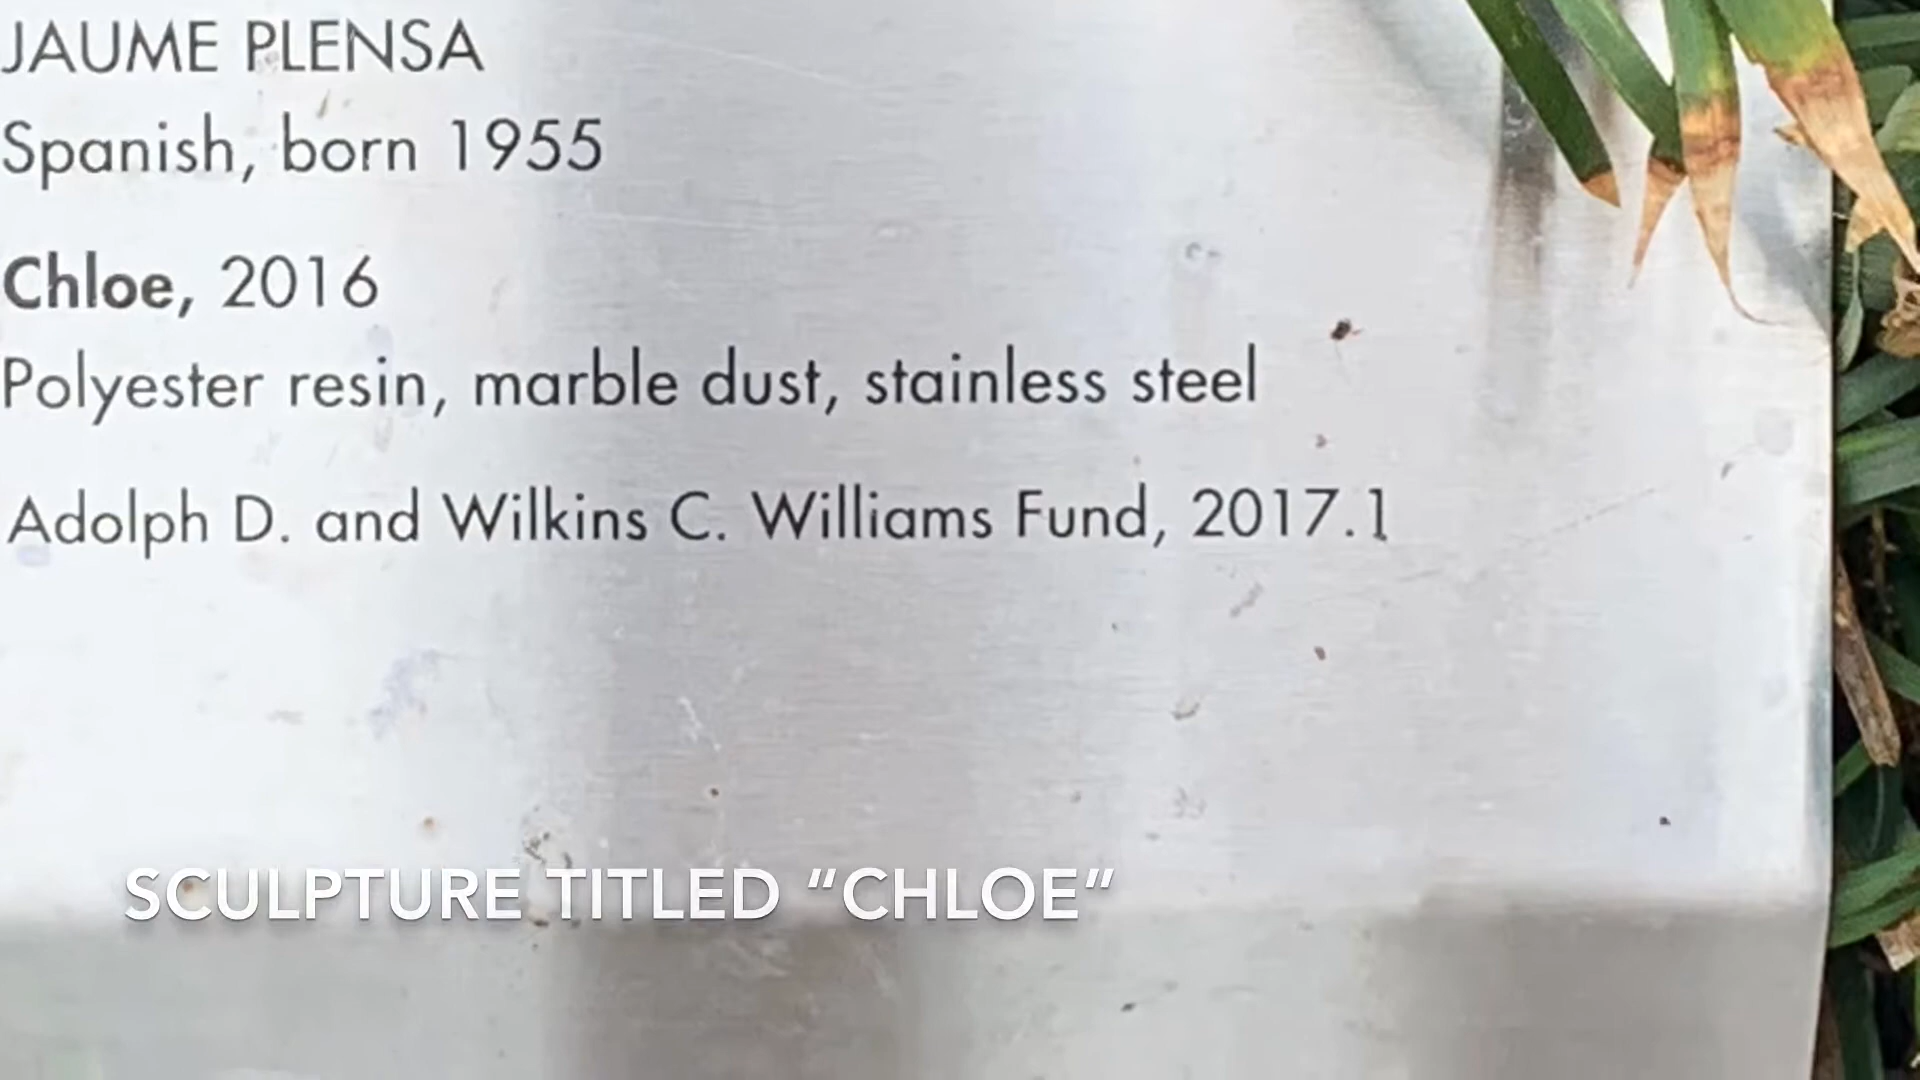 JAUME PLENSA
Spanish, born 1955
Chloe, 2016
Polyester resin, marble dust, stainless steel
Adolph D. and Wilkins C. Williams Fund, 2017.1
SCULPTURE TITLED “CHLOE”